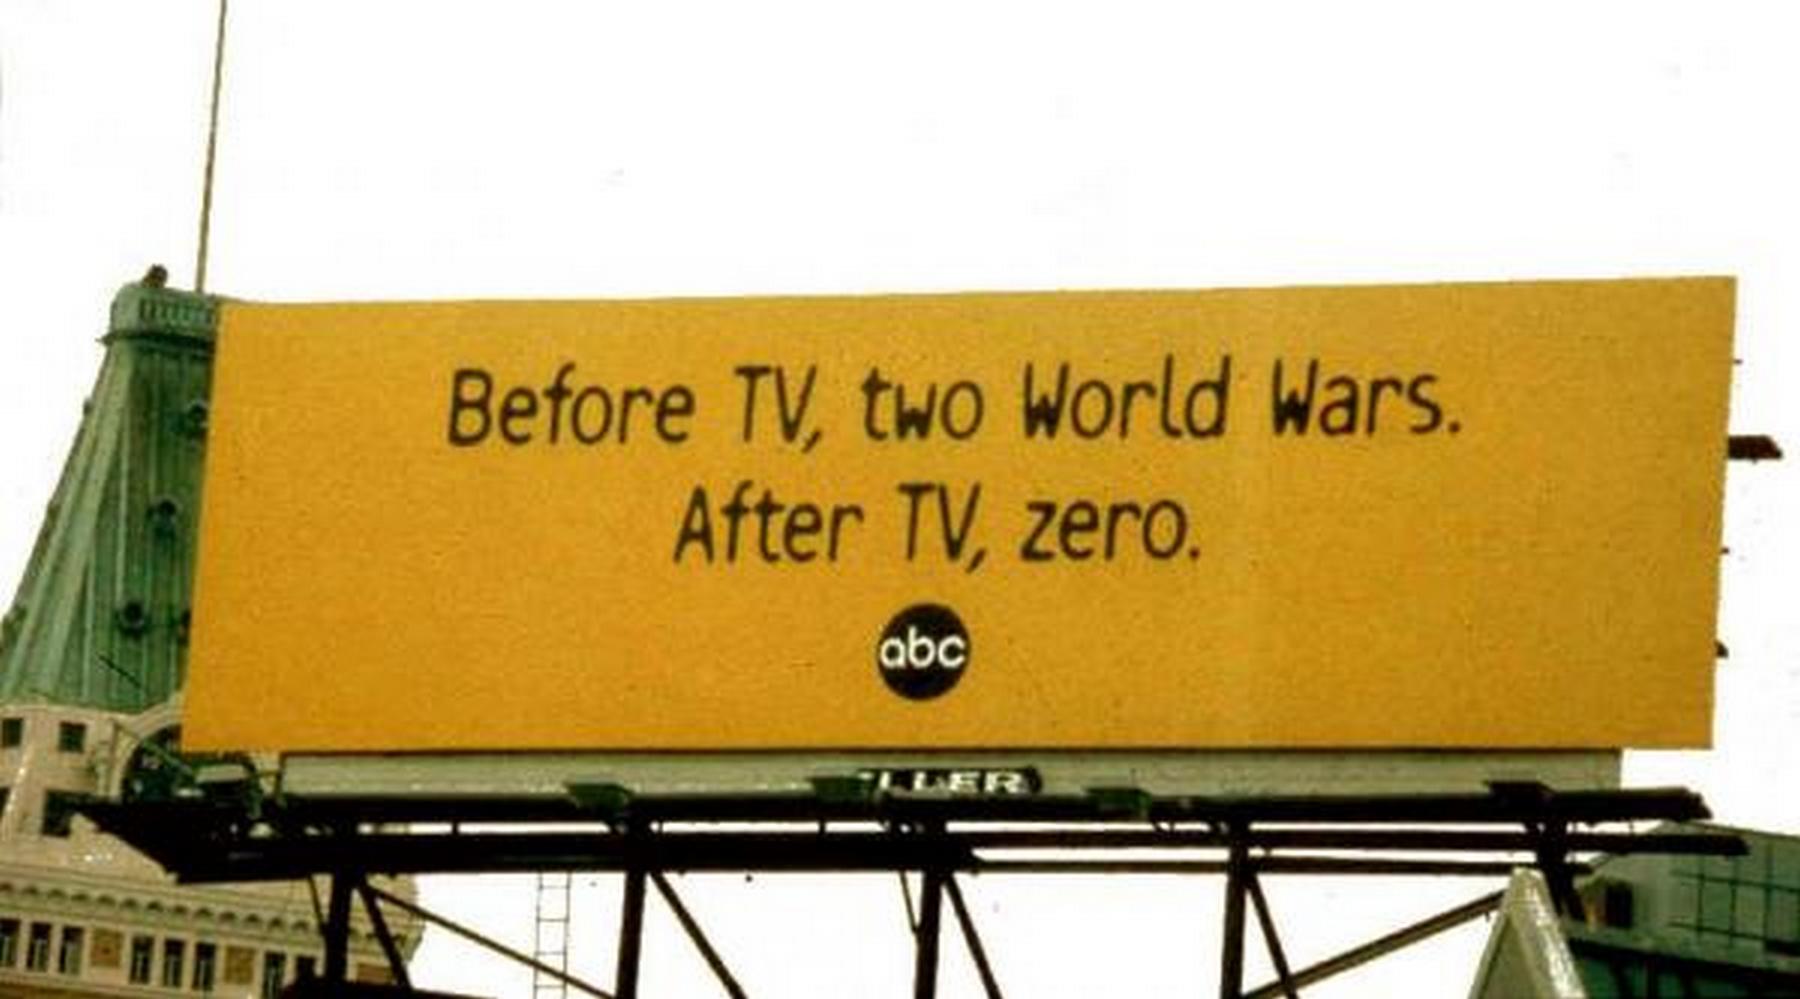 Before TV, two World Wars.
After TV, zero.
abc